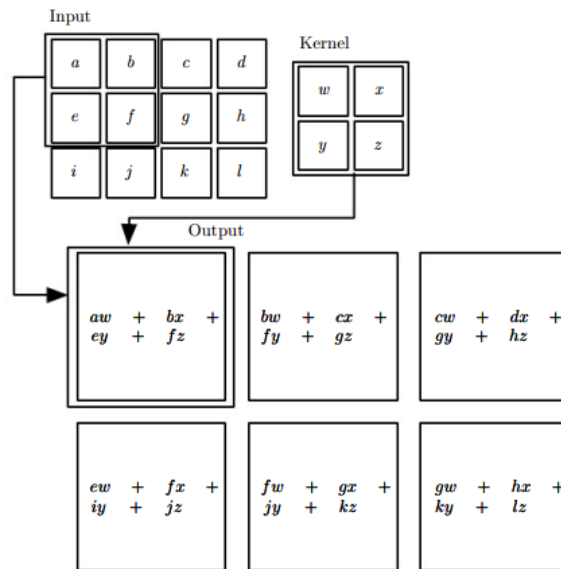 Input
a b c d
Kernel
w x
e f g h
y z
i j k l
Output
aw + bx + bw + cx + cw + dx +
ey + fz fy + gz gy + hz
ew + fx + fw + gx + gw + hx +
iy + jz jy + kz ky + lz